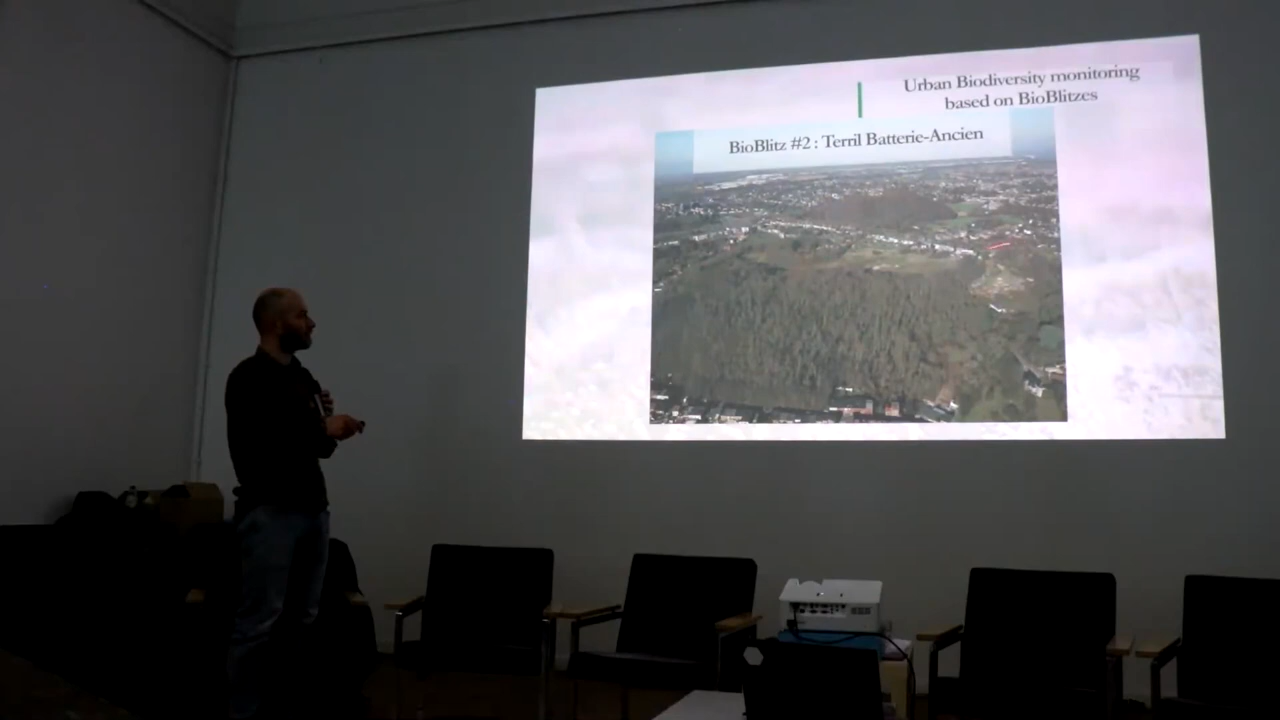 Urban Biodiversity monitoring
based on BioBlitzes
BioBlitz #2 : Terril Batterie-Ancien